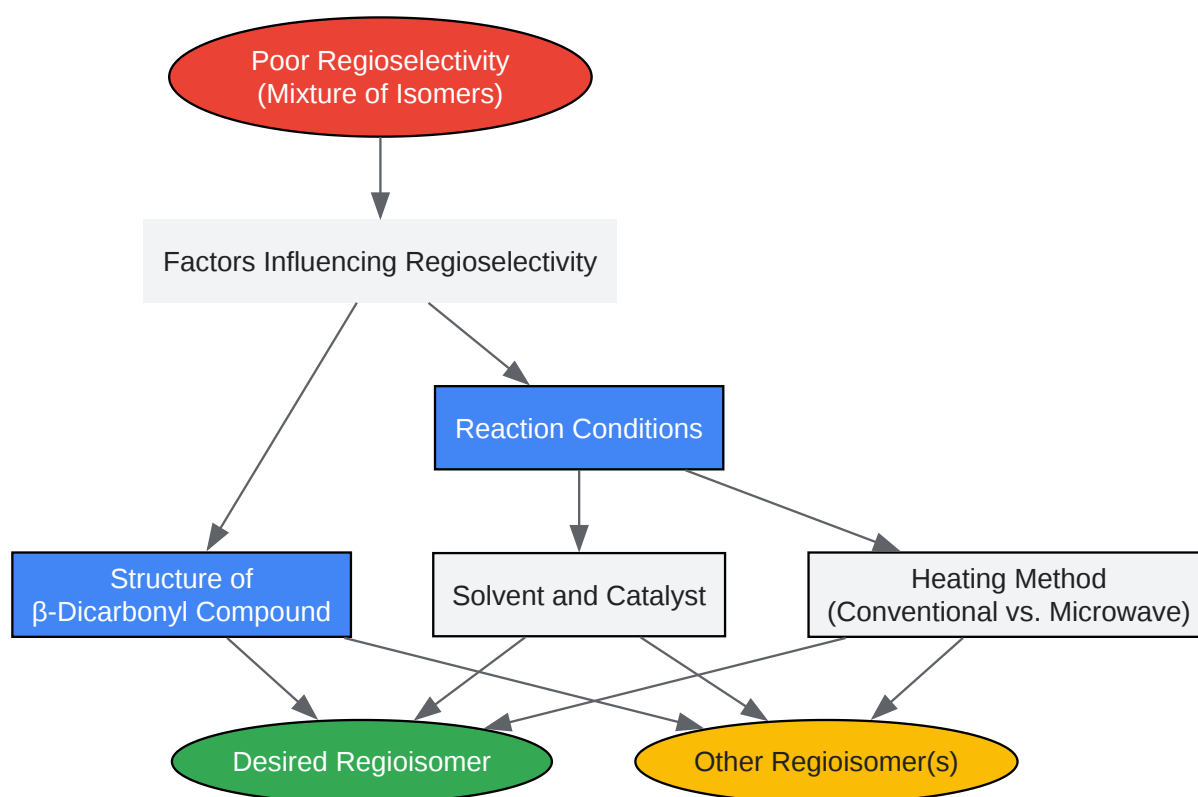 Poor Regioselectivity
(Mixture of Isomers)
Factors Influencing Regioselectivity
Reaction Conditions
Structure of
β-Dicarbonyl Compound
Solvent and Catalyst
Heating Method
(Conventional vs. Microwave)
Desired Regioisomer
Other Regioisomer(s)